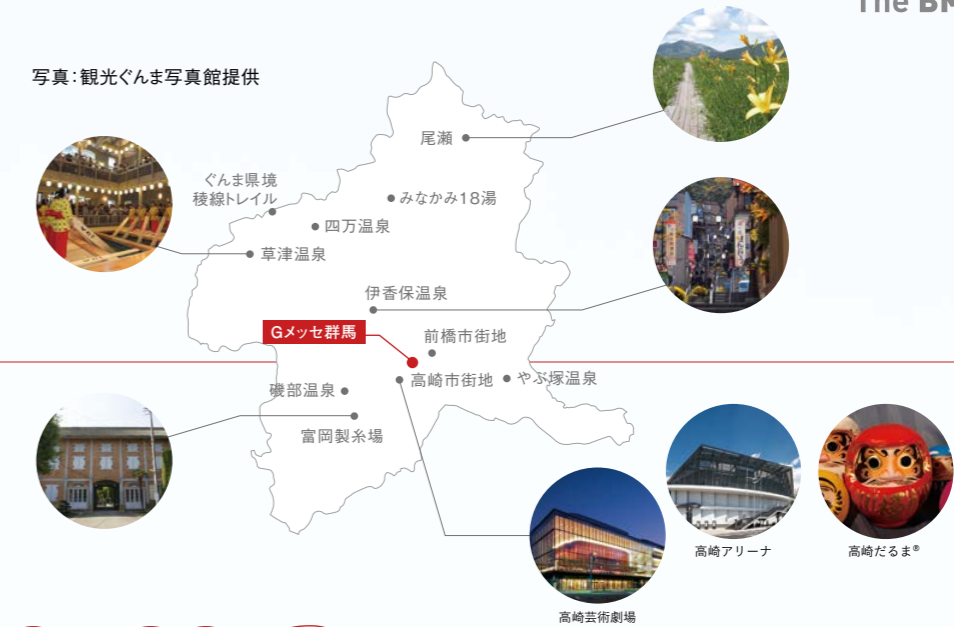 The BM
写真:観光ぐんま写真館提供
尾瀬
ぐんま県境
稜線トレイル
みなかみ18湯
四万温泉
草津温泉
伊香保温泉
Gメッセ群馬
前橋市街地
高崎市街地
やぶ塚温泉
磯部温泉
富岡製糸場
高崎アリーナ
高崎だるま®
高崎芸術劇場